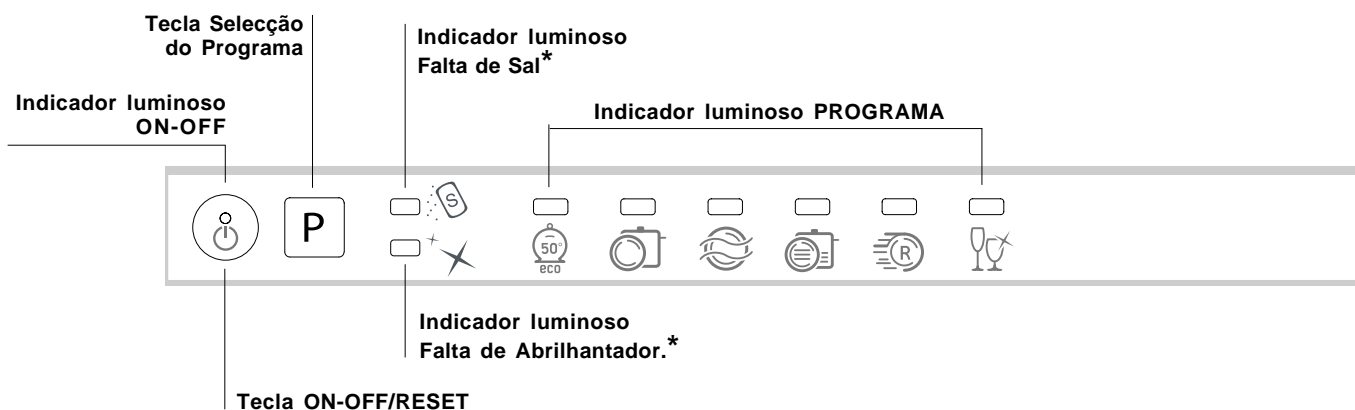 Tecla Selecção
do Programa
Indicador luminoso
Falta de Sal*
Indicador luminoso
ON-OFF
Indicador luminoso PROGRAMA
P
S
50°
eco
R
Indicador luminoso
Falta de Abrilhantador.*
Tecla ON-OFF/RESET